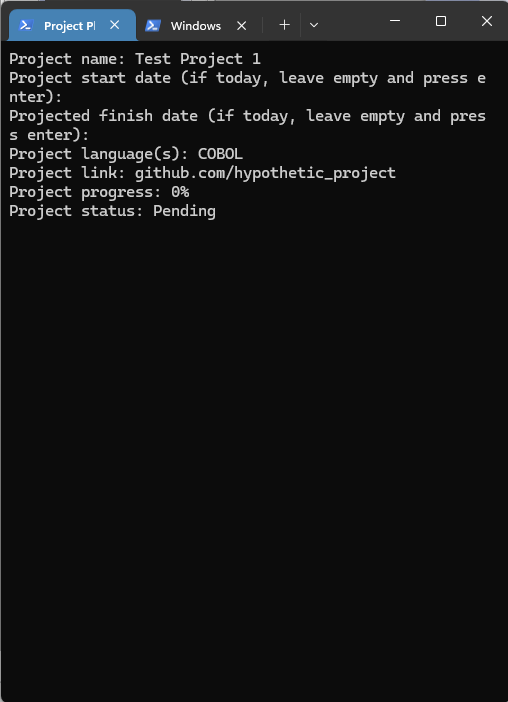 Project Pl
Windows
Project name: Test Project 1
Project start date (if today, leave empty and press e
nter):
Projected finish date (if today, leave empty and pres
s enter):
Project language(s): COBOL
Project link: github.com/hypothetic_project
Project progress: 0%
Project status: Pending